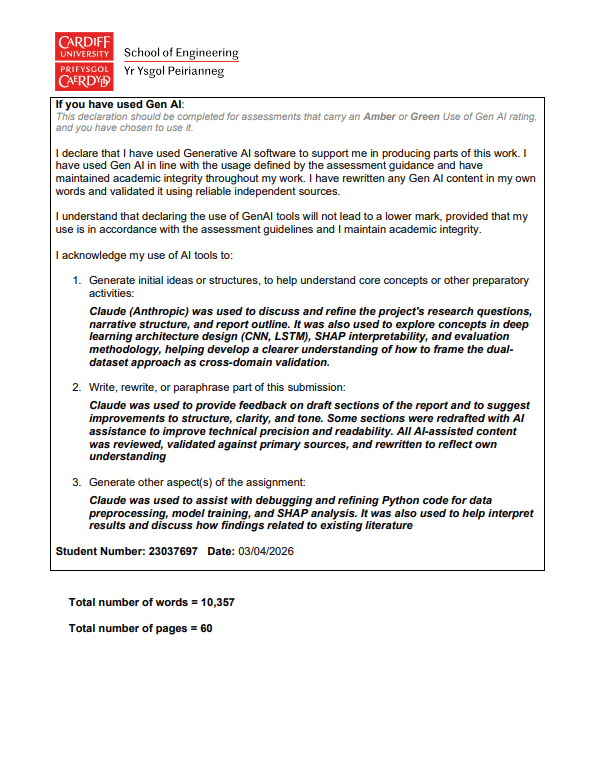 CARDIFF
UNIVERSITY
PRIFYSGOL
CAERDYDD
School of Engineering
Yr Ysgol Peirianneg
If you have used Gen AI:
This declaration should be completed for assessments that carry an Amber or Green Use of Gen AI rating,
and you have chosen to use it.
I declare that I have used Generative AI software to support me in producing parts of this work. I
have used Gen AI in line with the usage defined by the assessment guidance and have
maintained academic integrity throughout my work. I have rewritten any Gen AI content in my own
words and validated it using reliable independent sources.
I understand that declaring the use of GenAI tools will not lead to a lower mark, provided that my
use is in accordance with the assessment guidelines and I maintain academic integrity.
I acknowledge my use of AI tools to:
1. Generate initial ideas or structures, to help understand core concepts or other preparatory
activities:
Claude (Anthropic) was used to discuss and refine the project's research questions,
narrative structure, and report outline. It was also used to explore concepts in deep
learning architecture design (CNN, LSTM), SHAP interpretability, and evaluation
methodology, helping develop a clearer understanding of how to frame the dual-
dataset approach as cross-domain validation.
2. Write, rewrite, or paraphrase part of this submission:
Claude was used to provide feedback on draft sections of the report and to suggest
improvements to structure, clarity, and tone. Some sections were redrafted with AI
assistance to improve technical precision and readability. All AI-assisted content
was reviewed, validated against primary sources, and rewritten to reflect own
understanding
3. Generate other aspect(s) of the assignment:
Claude was used to assist with debugging and refining Python code for data
preprocessing, model training, and SHAP analysis. It was also used to help interpret
results and discuss how findings related to existing literature
Student Number: 23037697 Date: 03/04/2026
Total number of words = 10,357
Total number of pages = 60